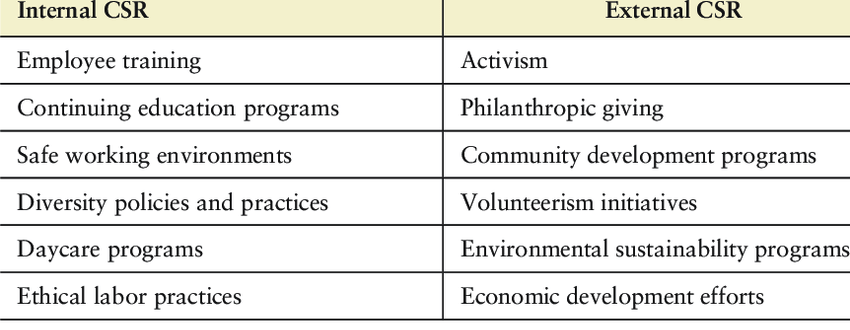 Internal CSR External CSR
Employee training Activism
Continuing education programs Philanthropic giving
Safe working environments Community development programs
Diversity policies and practices Volunteerism initiatives
Daycare programs Environmental sustainability programs
Ethical labor practices Economic development efforts